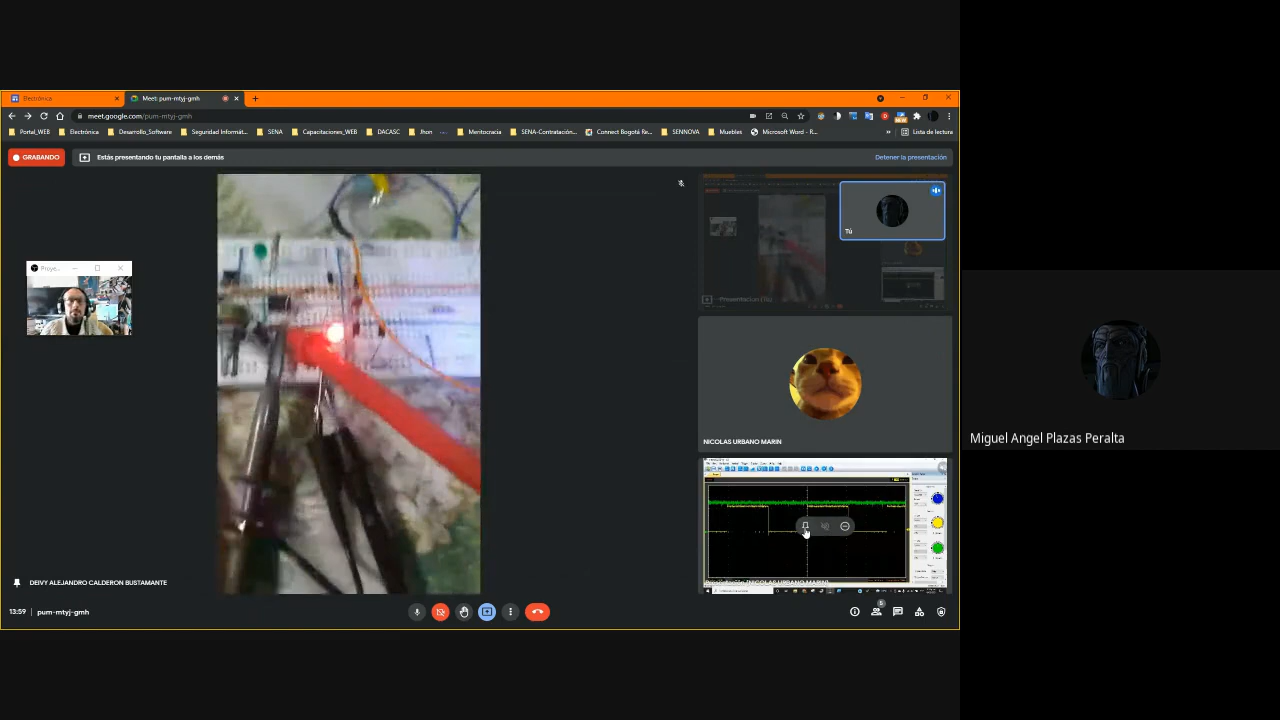 Electrónica
Meet: pum-mtyj-gmh
meet.google.com/pum-mtyj-gmh
Portal_WEB
Electrónica
Desarrollo_Software
Seguridad Informát...
SENA
Capacitaciones_WEB
DACASC
Jhon
Meritocracia
SENA-Contratación...
Connect Bogotá Re...
SENNOVA
Muebles
Microsoft Word - R...
Lista de lectura
GRABANDO
Estás presentando tu pantalla a los demás
Detener la presentación
Tú
Proye...
NICOLAS URBANO MARIN
Miguel Angel Plazas Peralta
DEIVY ALEJANDRO CALDERON BUSTAMANTE
13:59
pum-mtyj-gmh